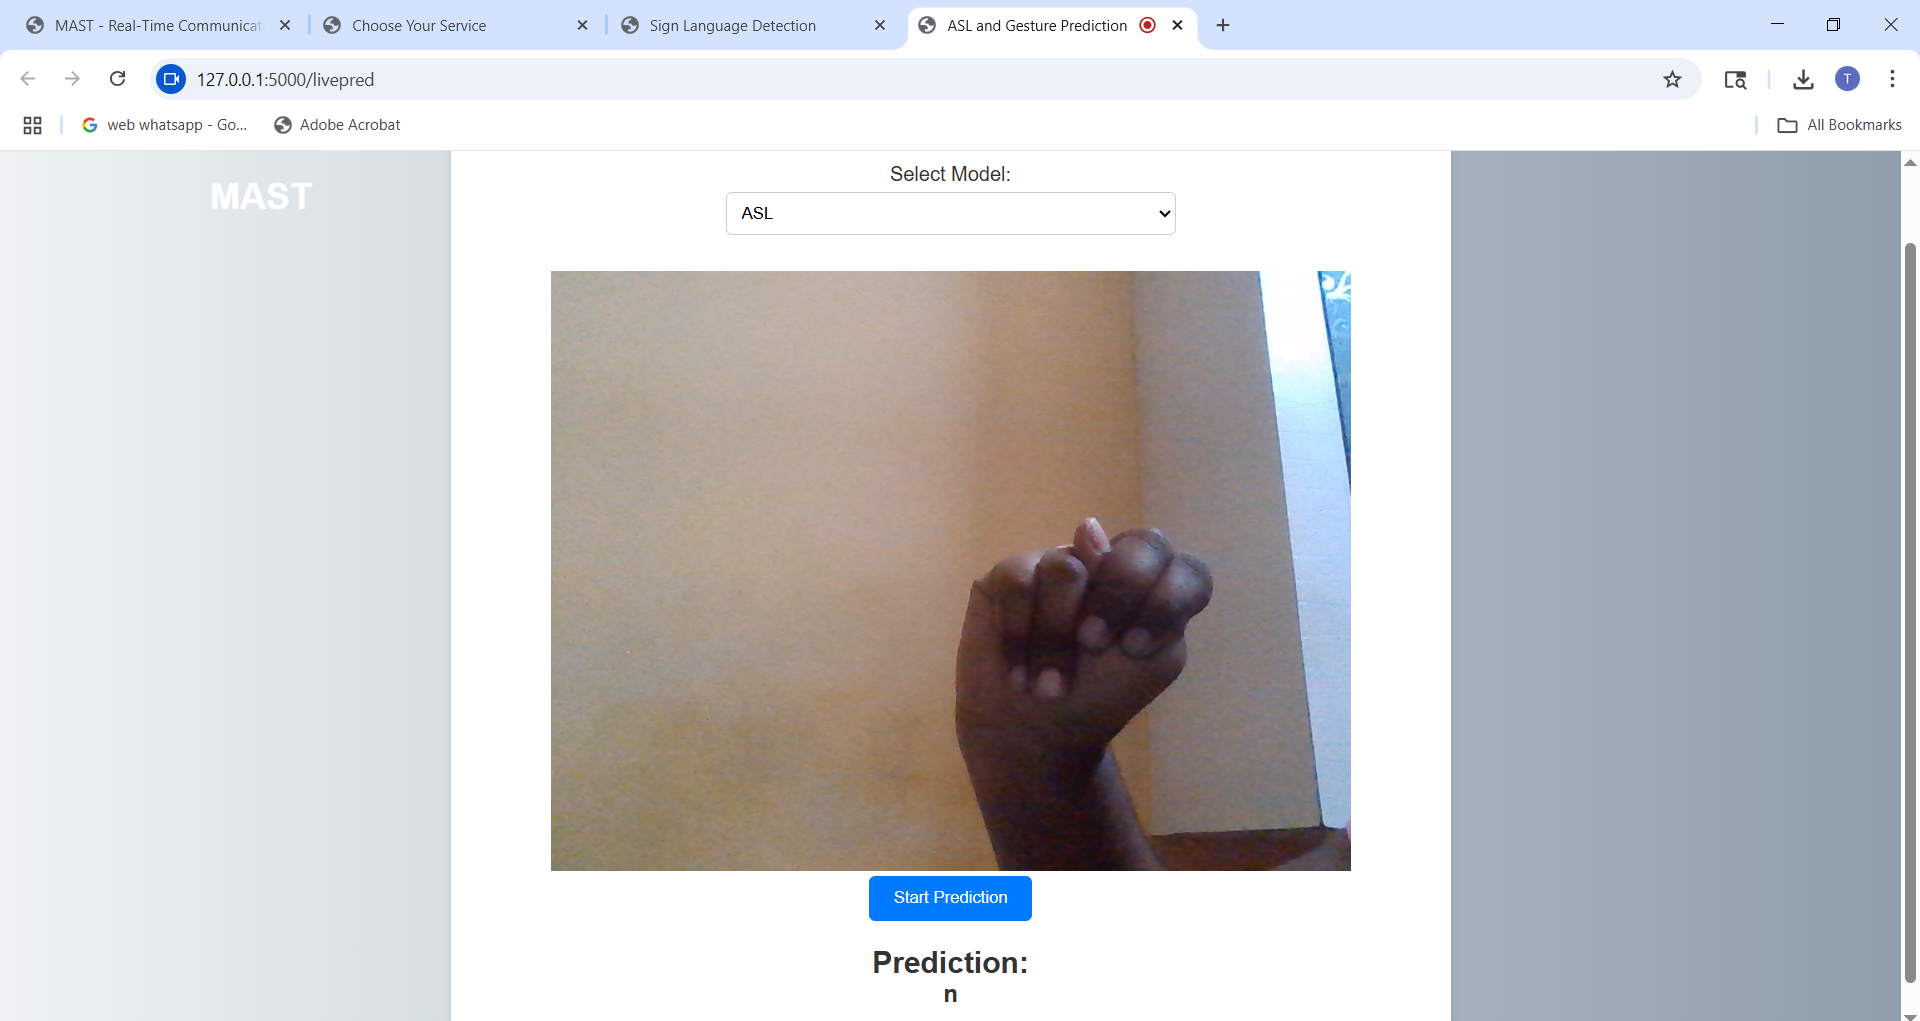 MAST - Real-Time Communicat
Choose Your Service
Sign Language Detection
ASL and Gesture Prediction
127.0.0.1:5000/livepred
T
web whatsapp - Go...
Adobe Acrobat
All Bookmarks
MAST
Select Model:
ASL
Start Prediction
Prediction:
n